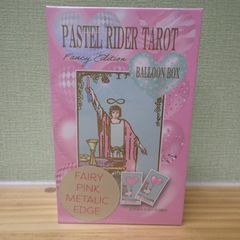 PASTEL RIDER TAROT
Fancy Edition
BALLOON BOX
FAIRY
PINK
METALIC
EDGE